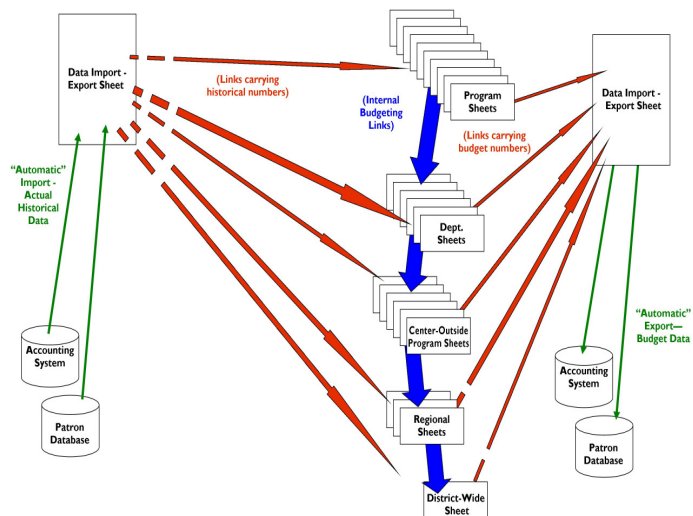 Data Import -
Export Sheet
(Links carrying
historical numbers)
(Internal
Budgeting
Links)
Program
Sheets
(Links carrying
budget numbers)
Data Import -
Export Sheet
“Automatic”
Import -
Actual
Historical
Data
Dept.
Sheets
Center-Outside
Program Sheets
“Automatic”
Export—
Budget Data
Accounting
System
Accounting
System
Patron
Database
Regional
Sheets
Patron
Database
District-Wide
Sheet